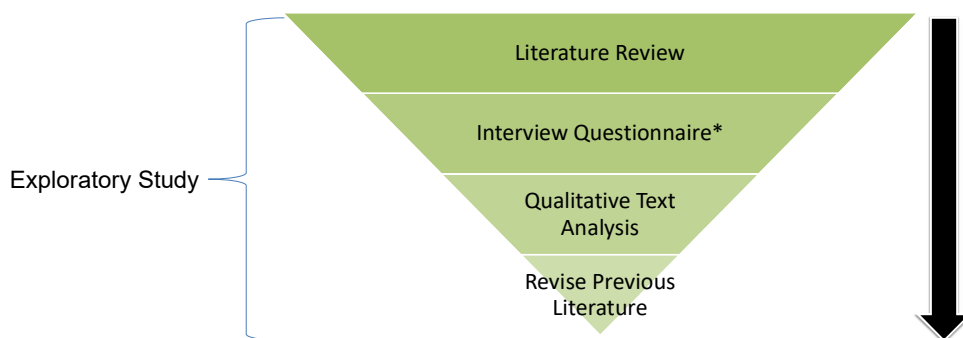 Literature Review
Interview Questionnaire*
Exploratory Study
Qualitative Text
Analysis
Revise Previous
Literature